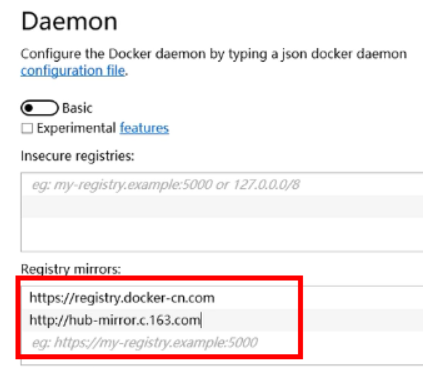 Daemon
Configure the Docker daemon by typing a json docker daemon
configuration file.
Basic
Experimental features
Insecure registries:
eg: my-registry.example:5000 or 127.0.0.0/8
Registry mirrors:
https://registry.docker-cn.com
http://hub-mirror.c.163.com
eg: https://my-registry.example:5000